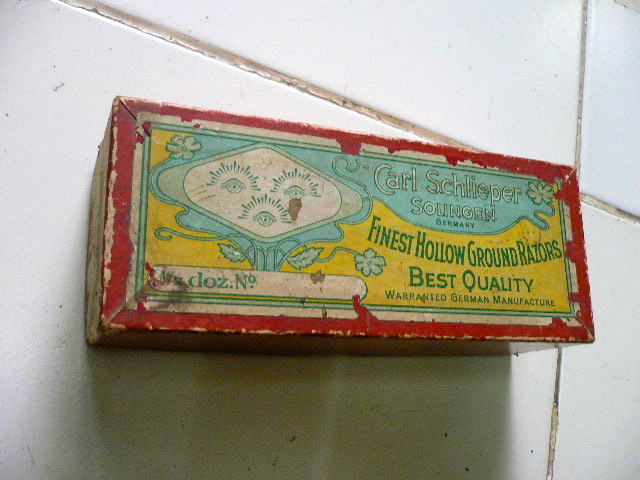 Carl Schlieper
SOLINGEN
GERMANY
FINEST HOLLOW GROUND RAZORS
BEST QUALITY
WARRANTED GERMAN MANUFACTURE
doz. Nº